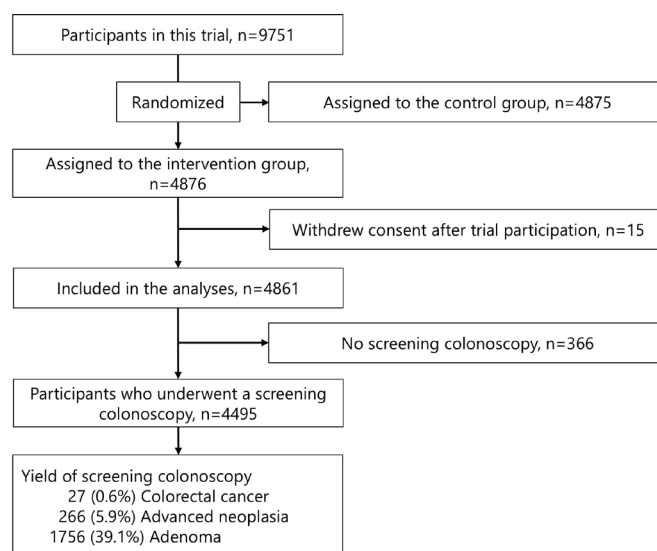 Participants in this trial, n=9751
Randomized
Assigned to the control group, n=4875
Assigned to the intervention group,
n=4876
Withdrew consent after trial participation, n=15
Included in the analyses, n=4861
No screening colonoscopy, n=366
Participants who underwent a screening
colonoscopy, n=4495
Yield of screening colonoscopy
27 (0.6%) Colorectal cancer
266 (5.9%) Advanced neoplasia
1756 (39.1%) Adenoma